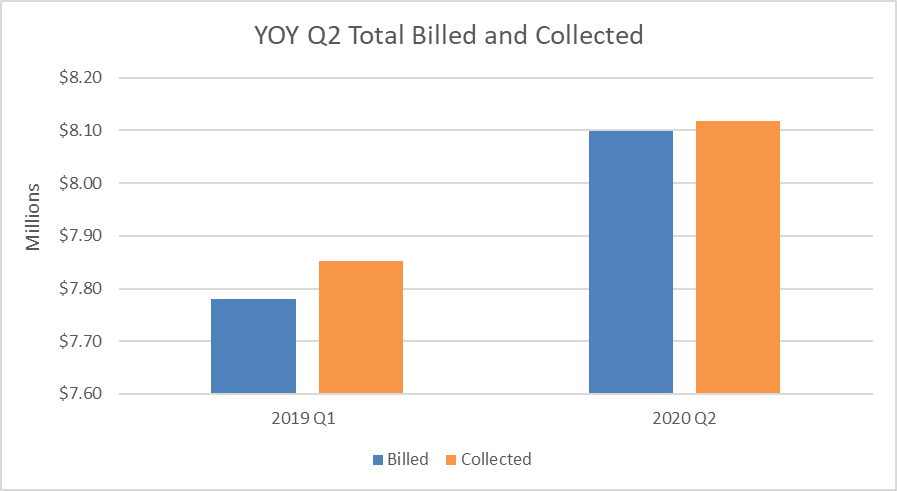 YOY Q2 Total Billed and Collected
$8.20
$8.10
$8.00
$7.90
$7.80
$7.70
$7.60
Millions
2019 Q1
2020 Q2
Billed
Collected